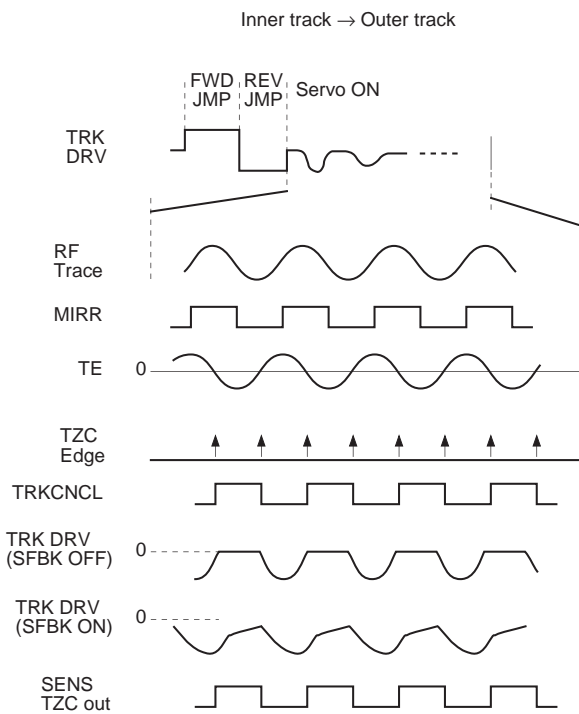 Inner track → Outer track
FWD REV
JMP JMP
Servo ON
TRK
DRV
RF
Trace
MIRR
TE
0
TZC
Edge
TRKCNCL
TRK DRV
(SFBK OFF)
0
TRK DRV
(SFBK ON)
0
SENS
TZC out